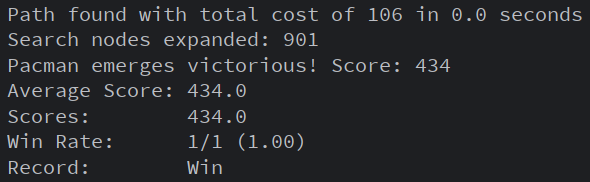 Path found with total cost of 106 in 0.0 seconds
Search nodes expanded: 901
Pacman emerges victorious! Score: 434
Average Score: 434.0
Scores:        434.0
Win Rate:      1/1 (1.00)
Record:        Win